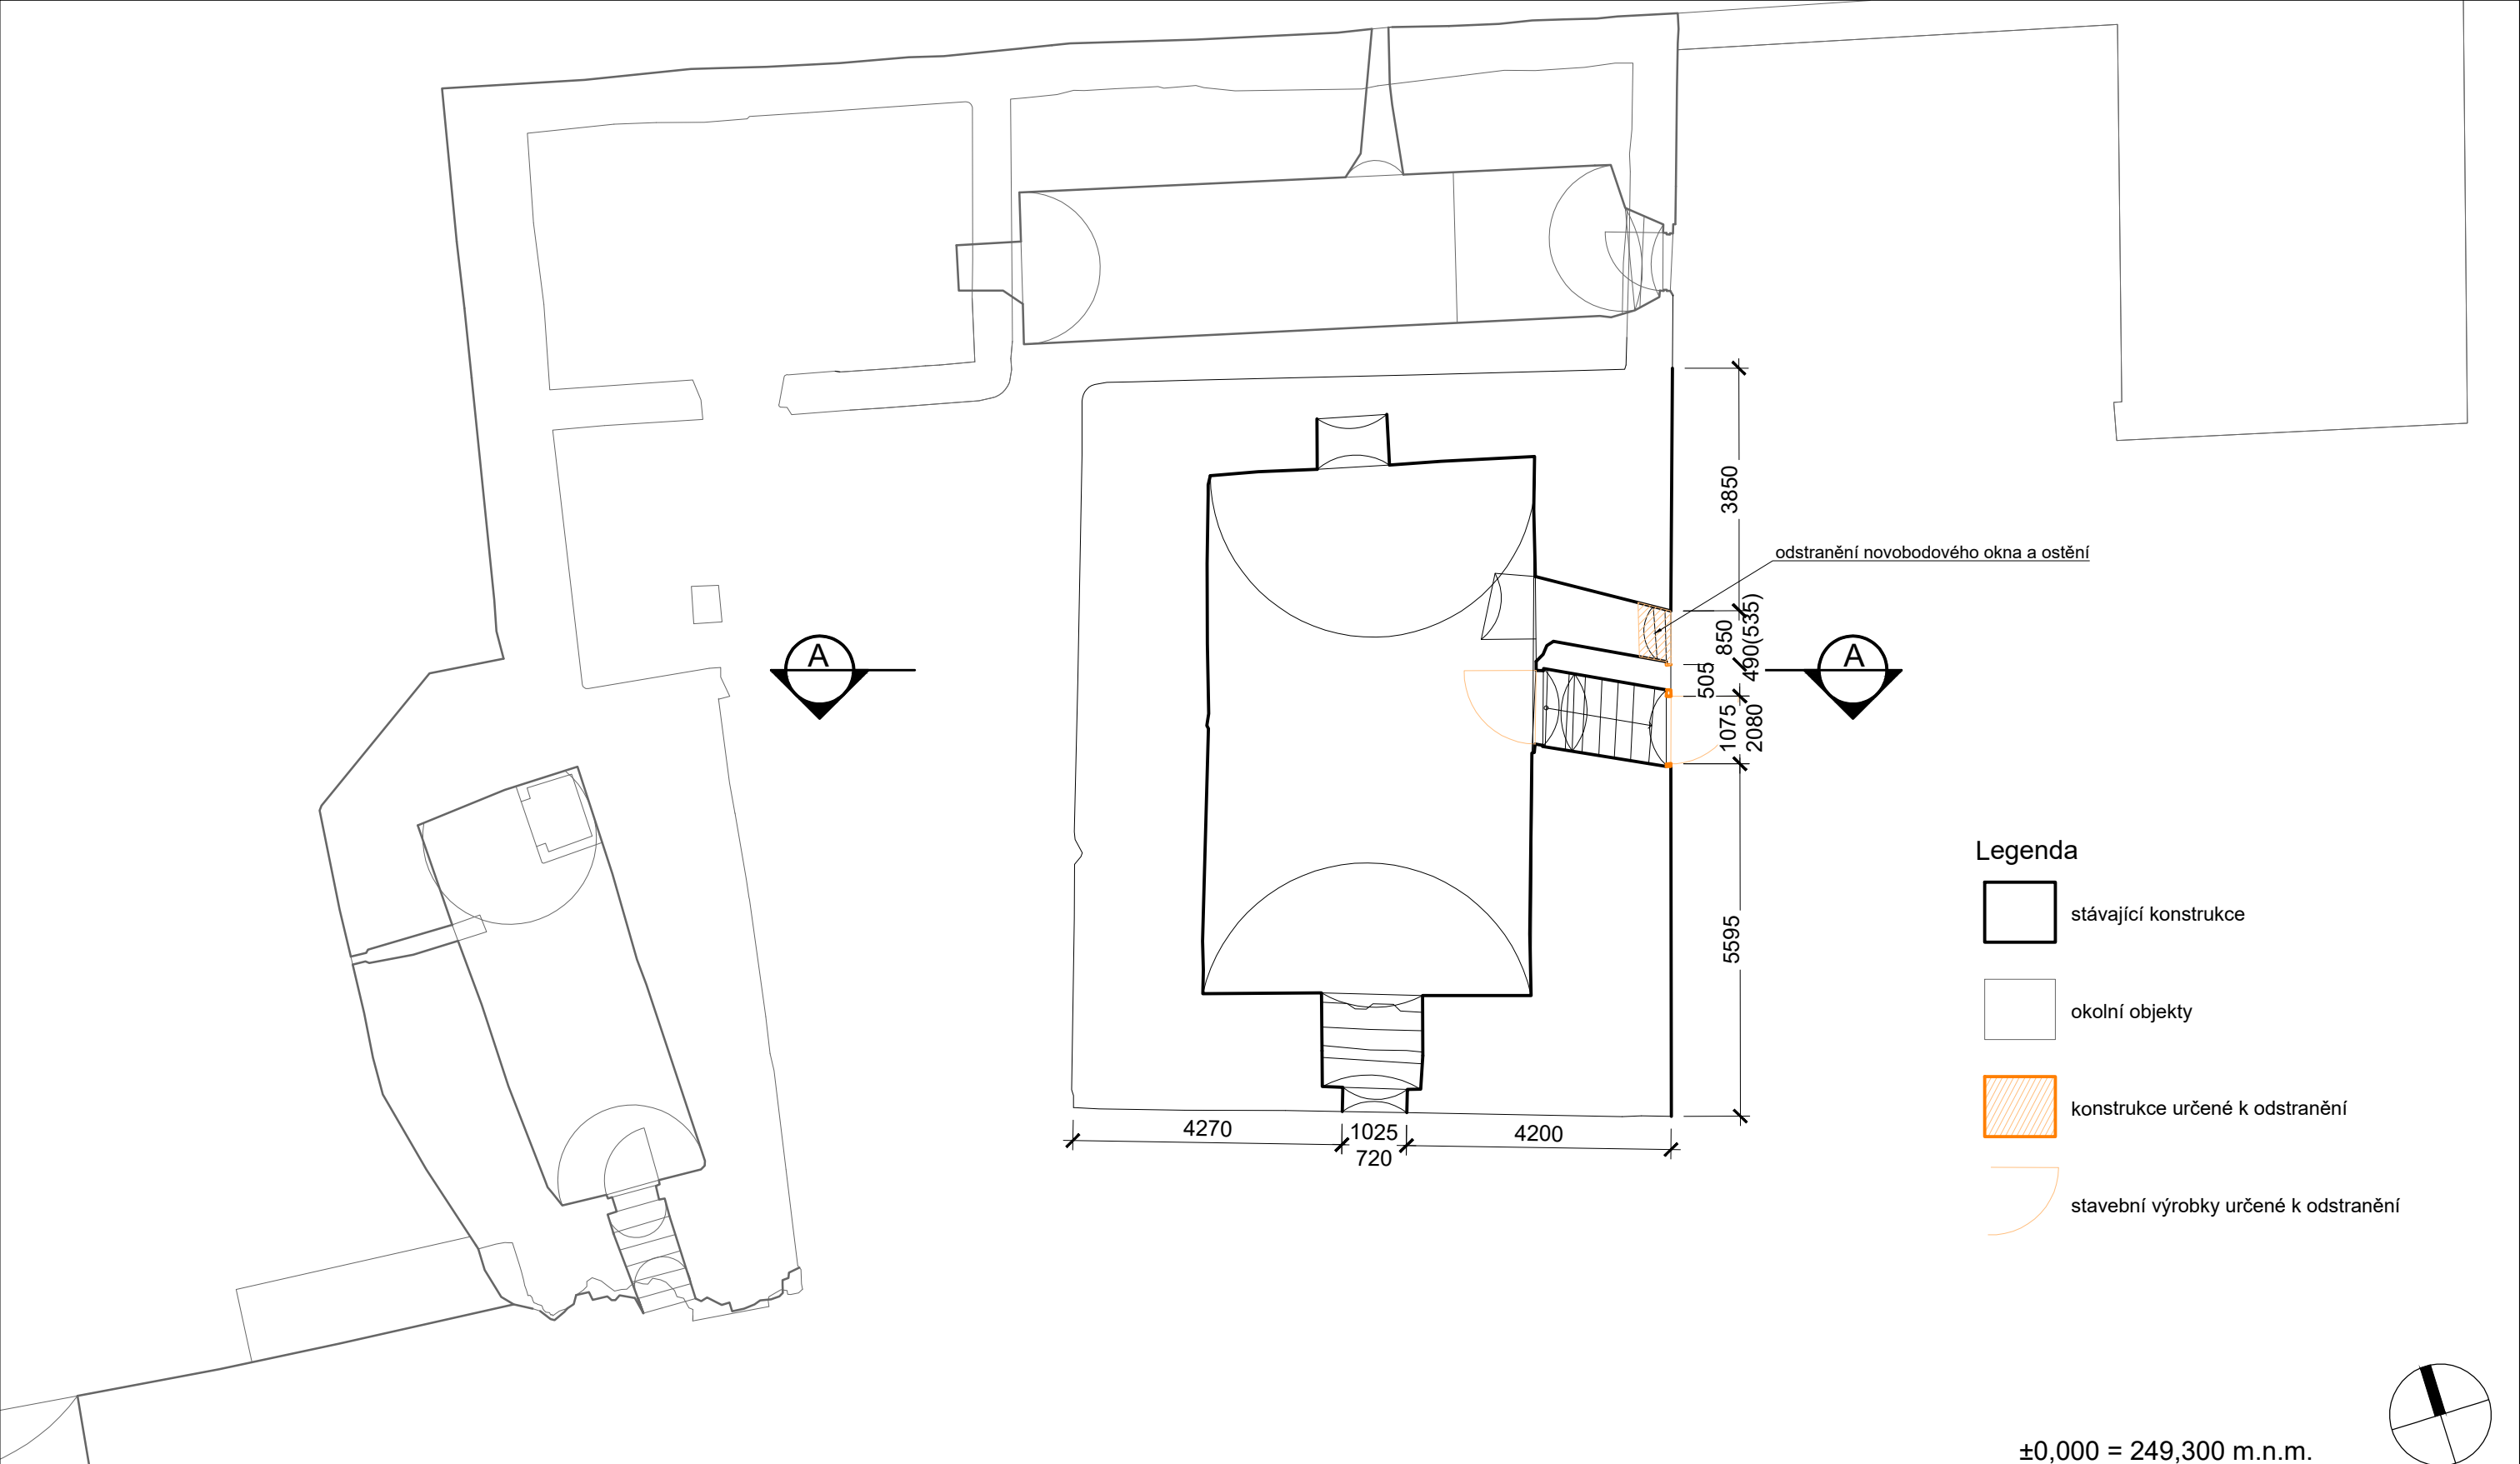 3850
odstranění novobodového okna a ostění
850
490(535)
505
A
A
1075
2080
5595
4270
1025
720
4200
Legenda
stávající konstrukce
okolní objekty
konstrukce určené k odstranění
stavební výrobky určené k odstranění
±0,000 = 249,300 m.n.m.